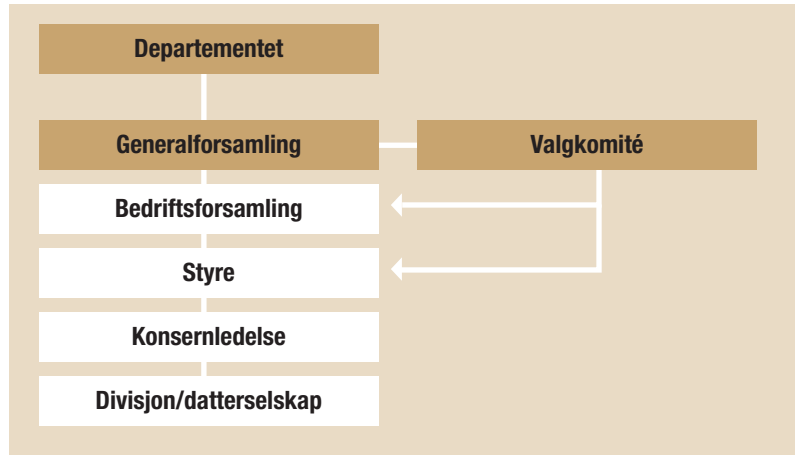 Departementet
Generalforsamling
Valgkomité
Bedriftsforsamling
Styre
Konsernledelse
Divisjon/datterselskap